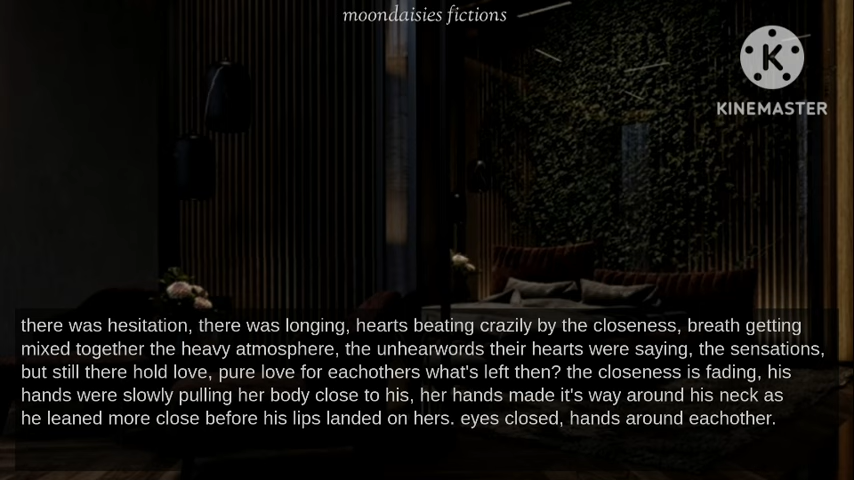 moondaisies fictions
KINEMASTER
there was hesitation, there was longing, hearts beating crazily by the closeness, breath getting
mixed together the heavy atmosphere, the unhearwords their hearts were saying, the sensations,
but still there hold love, pure love for eachothers what's left then? the closeness is fading, his
hands were slowly pulling her body close to his, her hands made it's way around his neck as
he leaned more close before his lips landed on hers. eyes closed, hands around eachother.